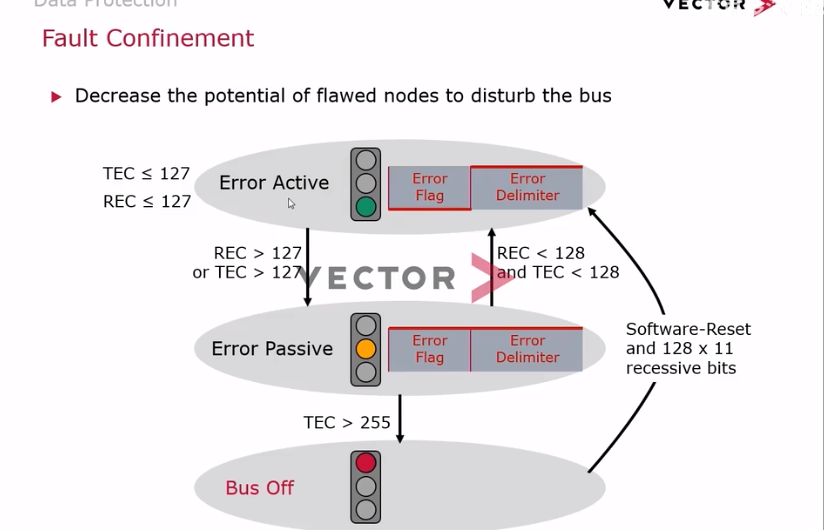 Data Protection
VECTOR
Fault Confinement
Decrease the potential of flawed nodes to disturb the bus
TEC ≤ 127
REC ≤ 127
Error Active
Error
Flag
Error
Delimiter
REC > 127
or TEC > 127
VECTOR
REC < 128
and TEC < 128
Error Passive
Error
Flag
Error
Delimiter
Software-Reset
and 128 x 11
recessive bits
TEC > 255
Bus Off